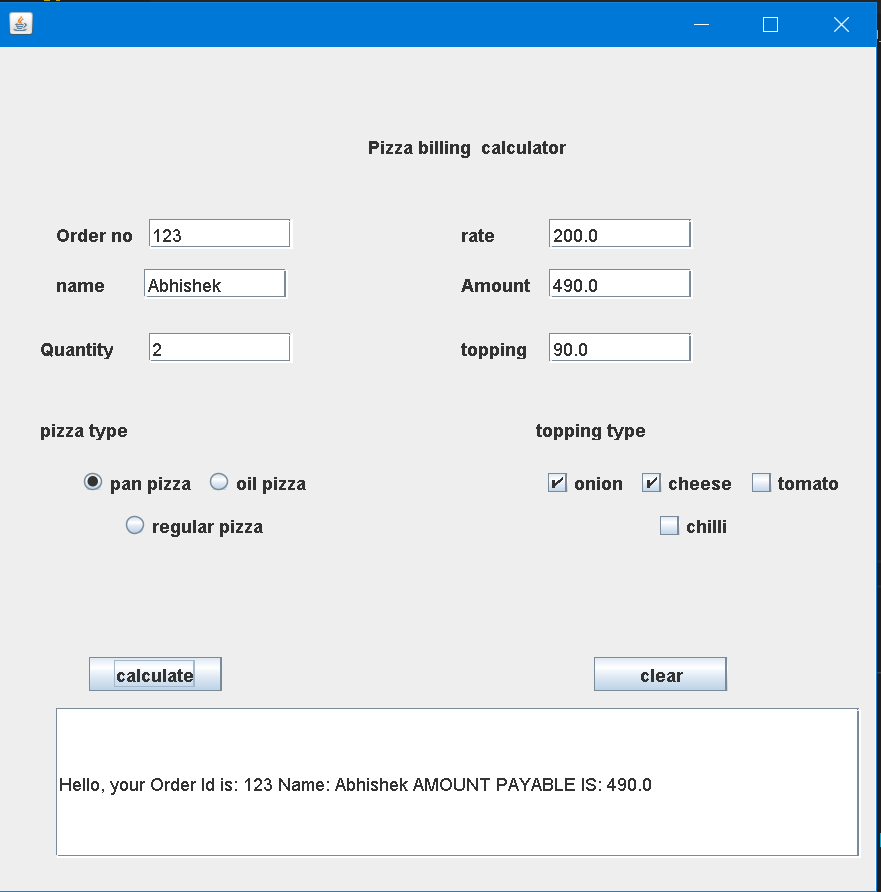 Pizza billing  calculator
Order no 123 rate 200.0
name Abhishek Amount 490.0
Quantity 2 topping 90.0
pizza type topping type
pan pizza oil pizza onion cheese tomato
regular pizza chilli
calculate clear
Hello, your Order Id is: 123 Name: Abhishek AMOUNT PAYABLE IS: 490.0